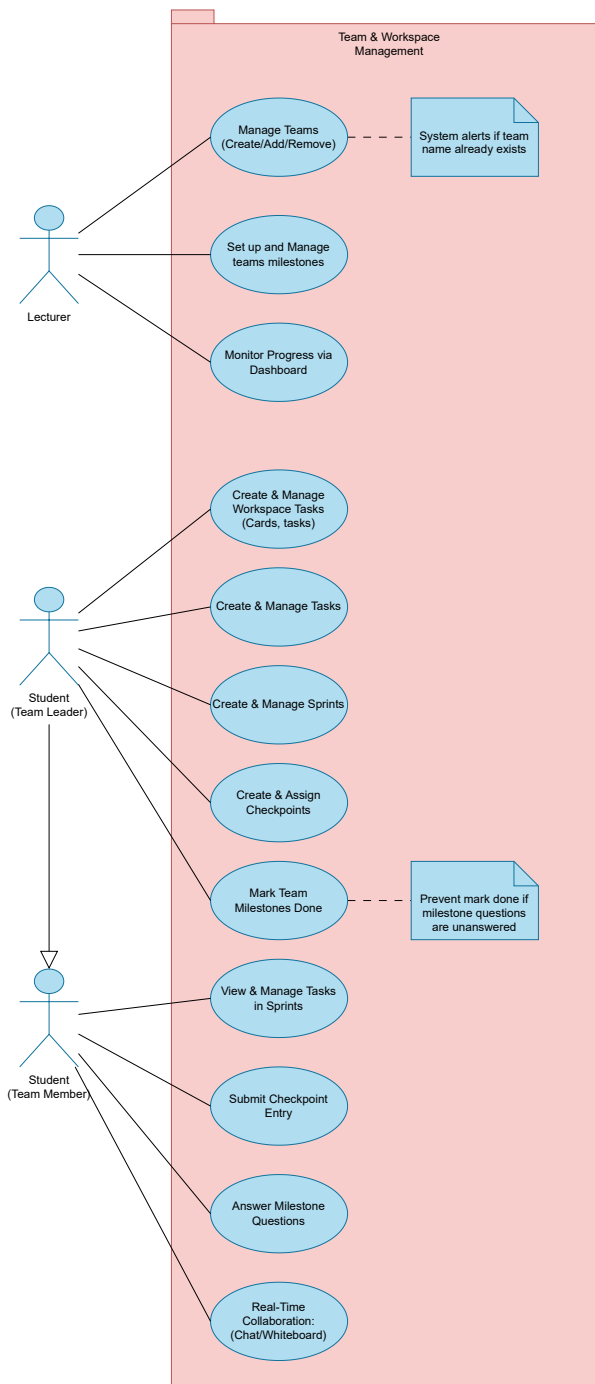 Team & Workspace
Management
Manage Teams
(Create/Add/Remove)
System alerts if team
name already exists
Set up and Manage
teams milestones
Lecturer
Monitor Progress via
Dashboard
Create & Manage
Workspace Tasks
(Cards, tasks)
Create & Manage Tasks
Student
(Team Leader)
Create & Manage Sprints
Create & Assign
Checkpoints
Mark Team
Milestones Done
Prevent mark done if
milestone questions
are unanswered
View & Manage Tasks
in Sprints
Student
(Team Member)
Submit Checkpoint
Entry
Answer Milestone
Questions
Real-Time
Collaboration:
(Chat/Whiteboard)